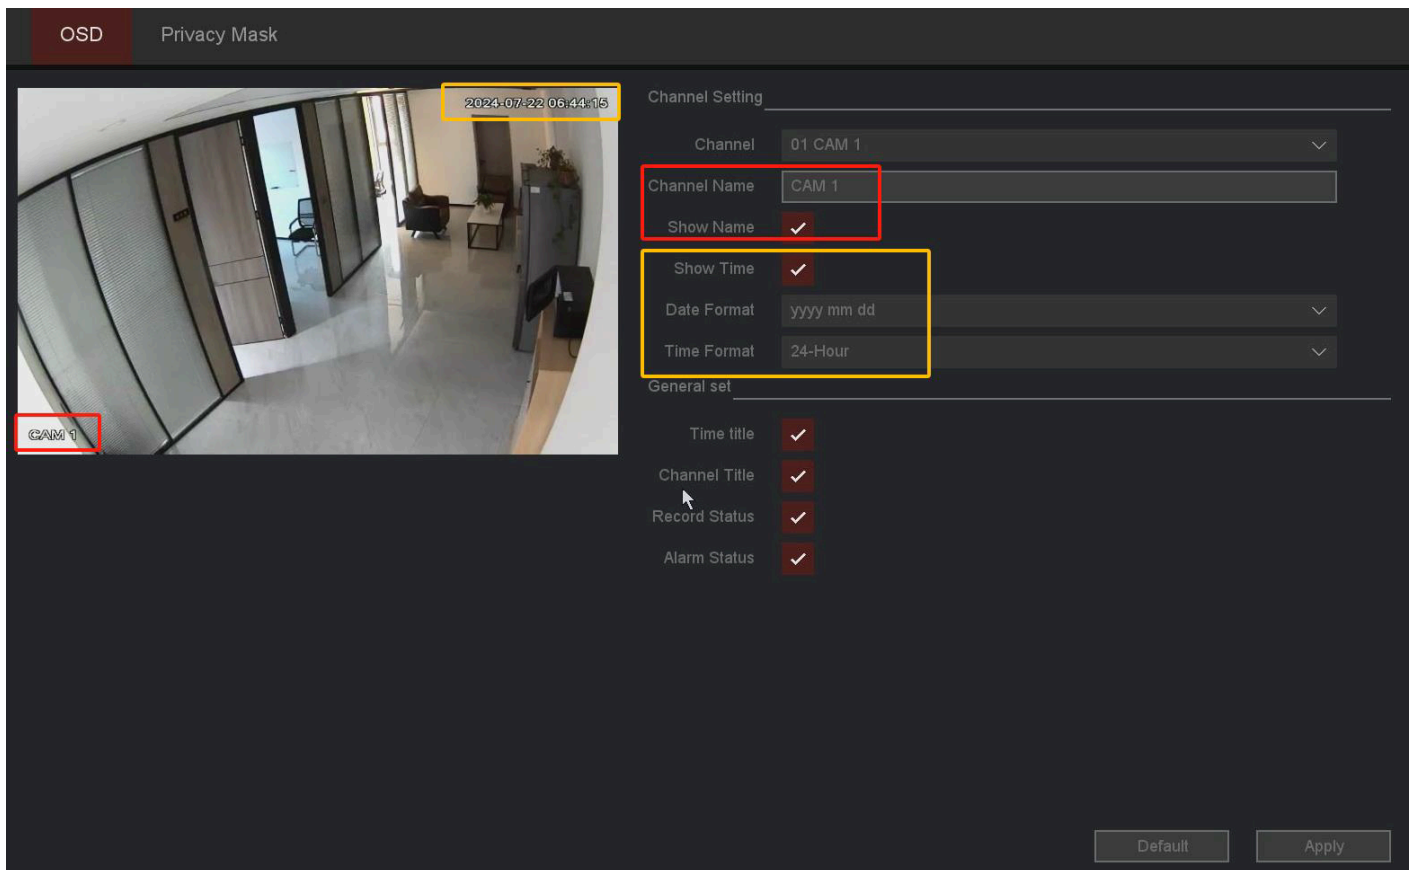 OSD Privacy Mask
2024-07-22 06:44:15
CAM 1
Channel Setting
Channel 01 CAM 1
Channel Name CAM 1
Show Name
Show Time
Date Format yyyy mm dd
Time Format 24-Hour
General set
Time title
Channel Title
Record Status
Alarm Status
Default Apply